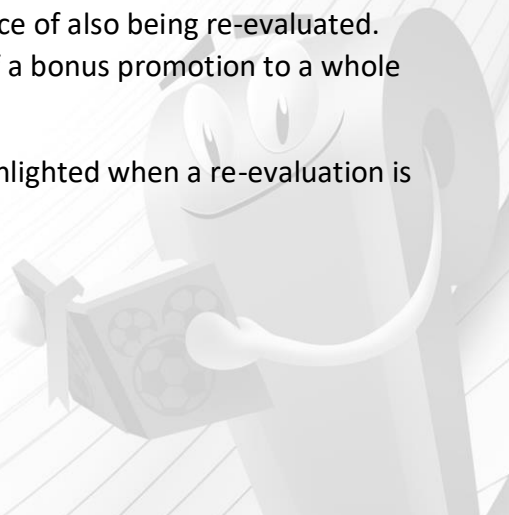 ce of also being re-evaluated.
f a bonus promotion to a whole
hlighted when a re-evaluation is